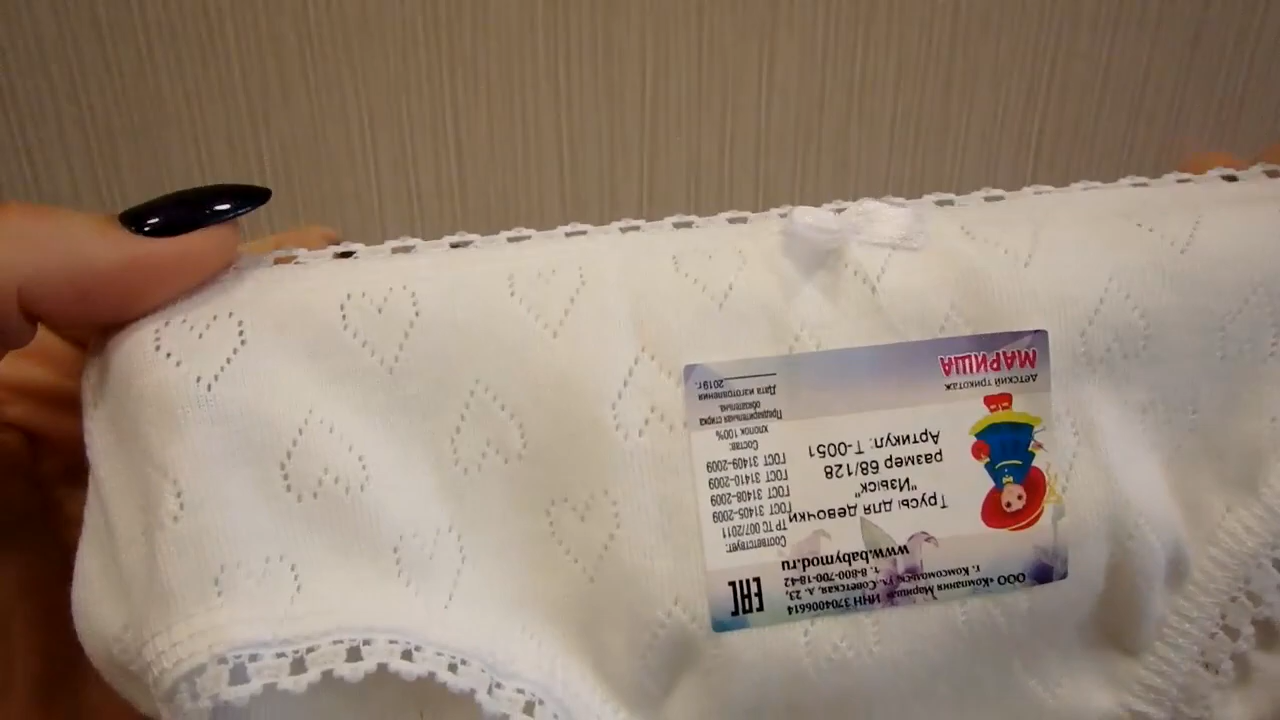 ООО «Компания Мариша» ИНН 3704006614
г. Комсомольск, ул. Советская, д. 23,
т. 8-800-700-18-42
www.babymod.ru
ЕАС
Трусы для девочки
"Изыск"
размер 68/128
Артикул: Т-0051
Соответствует:
ТР ТС 007/2011
ГОСТ 31405-2009
ГОСТ 31408-2009
ГОСТ 31410-2009
ГОСТ 31409-2009
Состав:
хлопок 100%
Предварительная стирка
обязательна.
Дата изготовления
2019 г.
Детский трикотаж
МАРИША